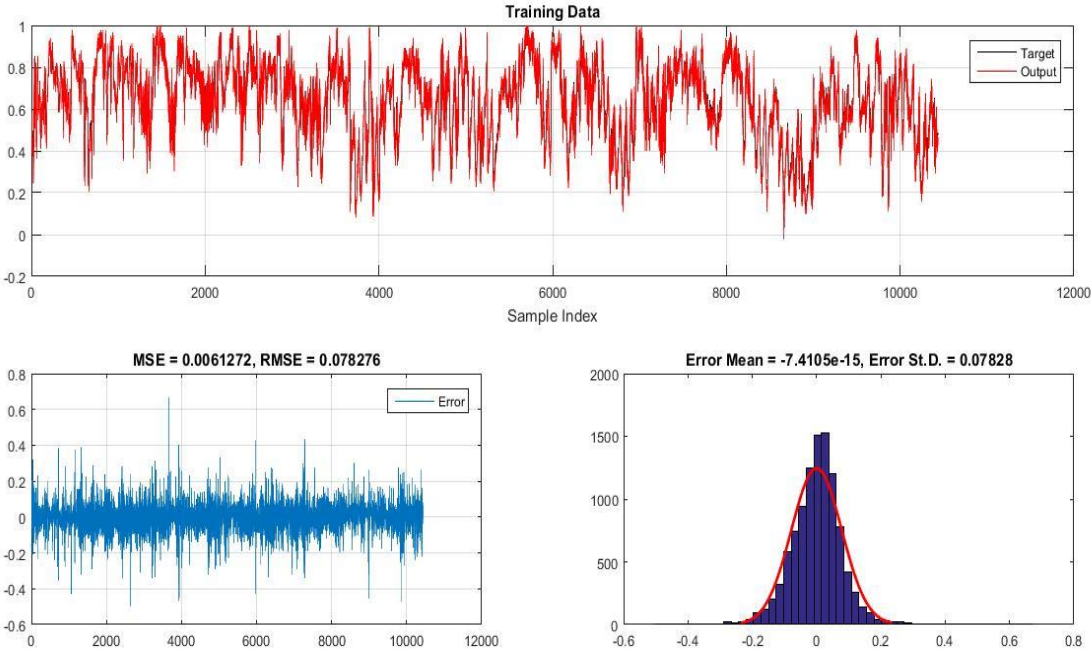 Training Data
1
0.8
0.6
0.4
0.2
0
-0.2
Target
Output
0 2000 4000 6000 8000 10000 12000
Sample Index
MSE = 0.0061272, RMSE = 0.078276
0.8
0.6
0.4
0.2
0
-0.2
-0.4
-0.6
Error
0 2000 4000 6000 8000 10000 12000
Error Mean = -7.4105e-15, Error St.D. = 0.07828
2000
1500
1000
500
0
-0.6 -0.4 -0.2 0 0.2 0.4 0.6 0.8